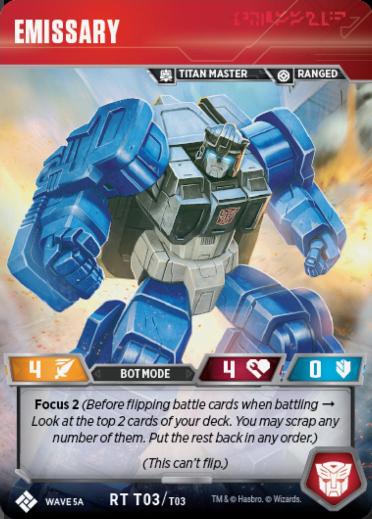 EMISSARY
TITAN MASTER RANGED
4 BOT MODE 4 0
Focus 2 (Before flipping battle cards when battling →
Look at the top 2 cards of your deck. You may scrap any
number of them. Put the rest back in any order.)
(This can't flip.)
WAVE 5A RT T03/T03 TM & © Hasbro. © Wizards.